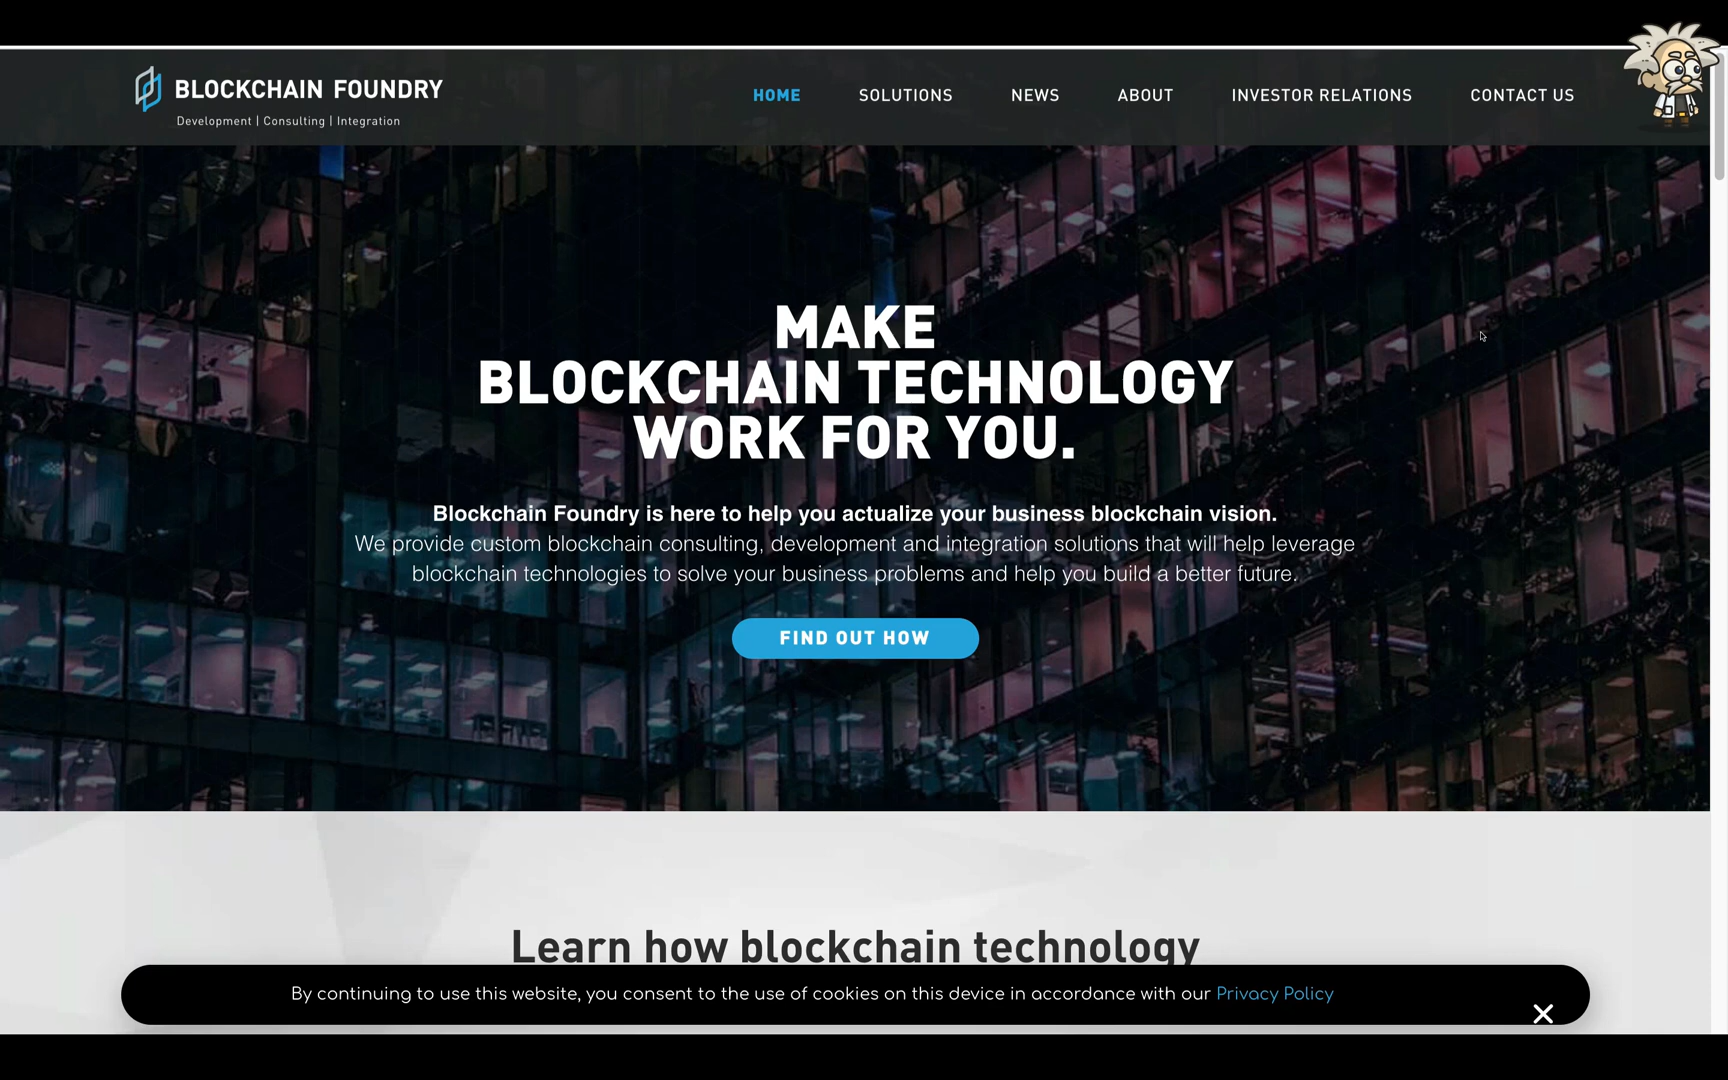 BLOCKCHAIN FOUNDRY
Development | Consulting | Integration
HOME SOLUTIONS NEWS ABOUT INVESTOR RELATIONS CONTACT US
MAKE
BLOCKCHAIN TECHNOLOGY
WORK FOR YOU.
Blockchain Foundry is here to help you actualize your business blockchain vision.
We provide custom blockchain consulting, development and integration solutions that will help leverage
blockchain technologies to solve your business problems and help you build a better future.
FIND OUT HOW
Learn how blockchain technology
By continuing to use this website, you consent to the use of cookies on this device in accordance with our Privacy Policy